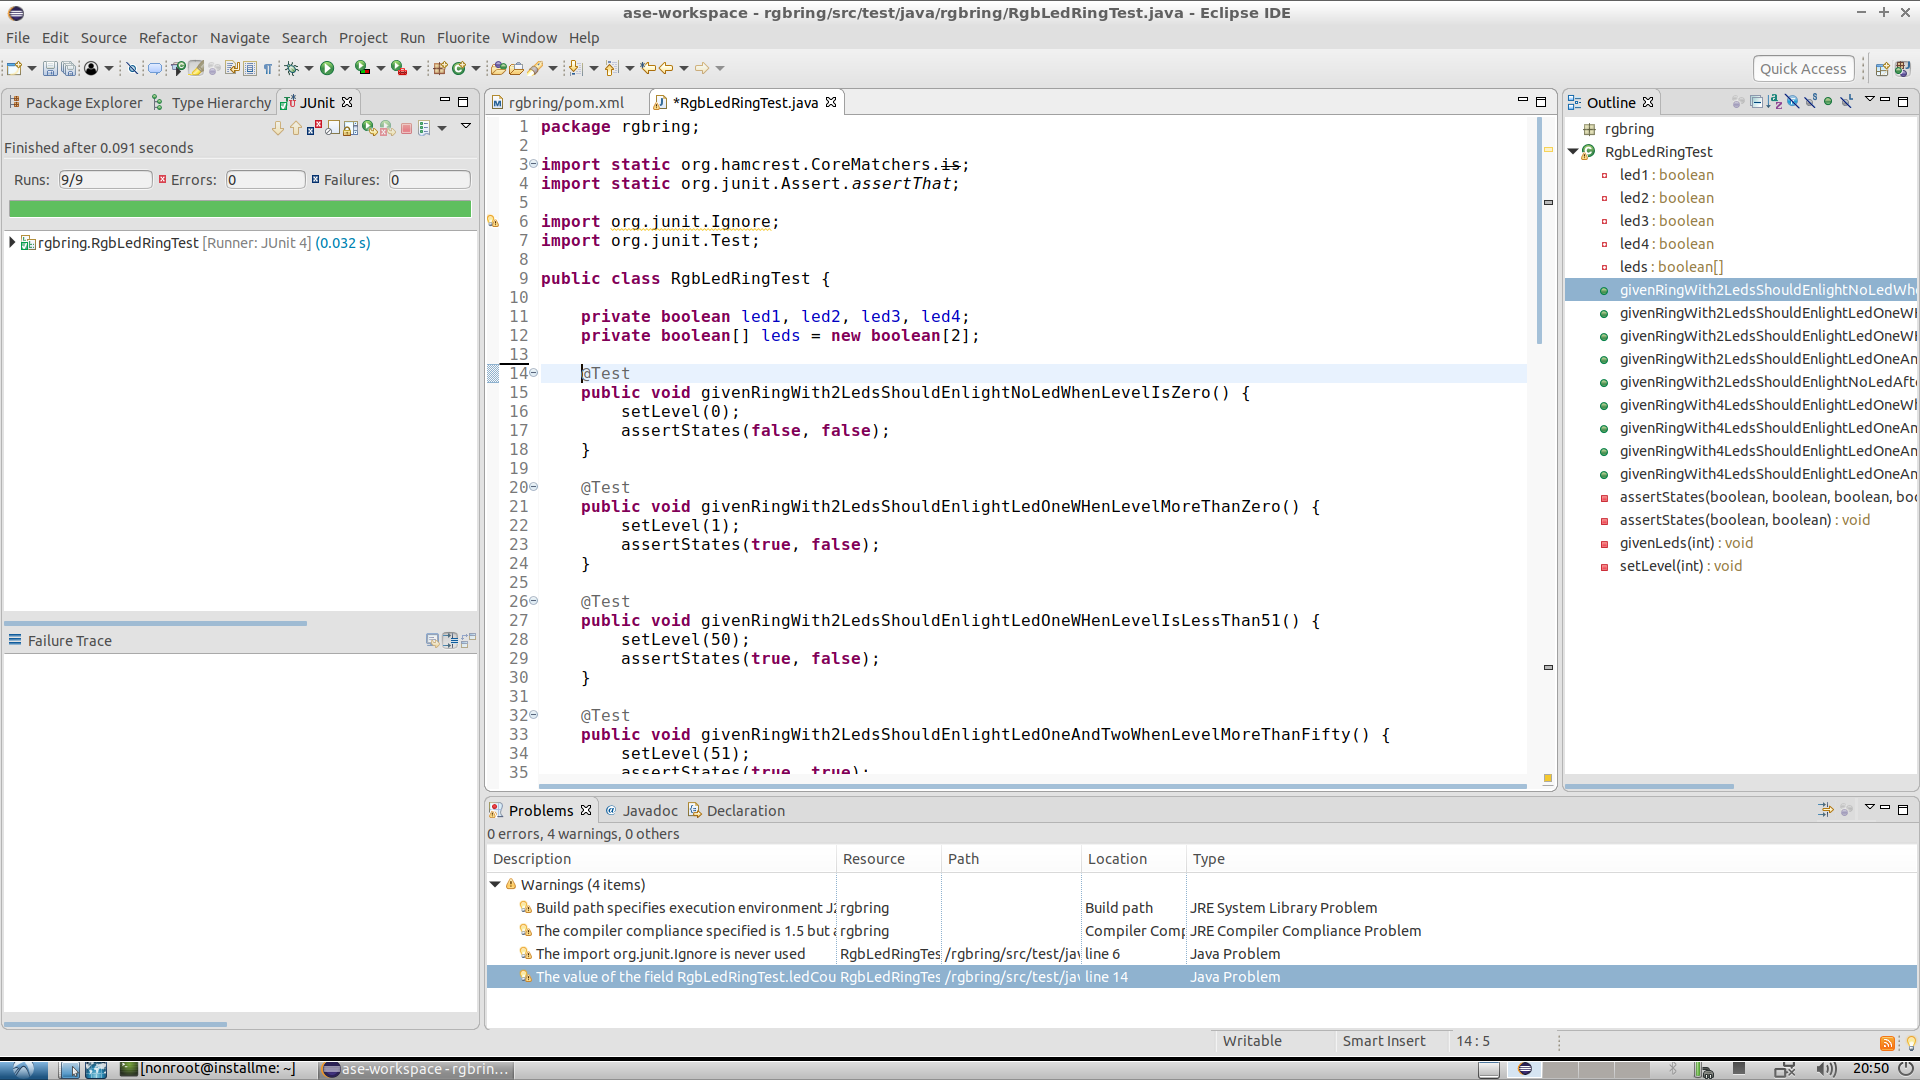 ase-workspace - rgbring/src/test/java/rgbring/RgbLedRingTest.java - Eclipse IDE
File Edit Source Refactor Navigate Search Project Run Fluorite Window Help
Quick Access
Package Explorer Type Hierarchy JUnit
Finished after 0.091 seconds
Runs: 9/9 Errors: 0 Failures: 0
rgbring.RgbLedRingTest [Runner: JUnit 4] (0.032 s)
Failure Trace
rgbring/pom.xml *RgbLedRingTest.java
1 package rgbring;
2
3 import static org.hamcrest.CoreMatchers.is;
4 import static org.junit.Assert.assertThat;
5
6 import org.junit.Ignore;
7 import org.junit.Test;
8
9 public class RgbLedRingTest {
10
11 private boolean led1, led2, led3, led4;
12 private boolean[] leds = new boolean[2];
13
14 @Test
15 public void givenRingWith2LedsShouldEnlightNoLedWhenLevelIsZero() {
16 setLevel(0);
17 assertStates(false, false);
18 }
19
20 @Test
21 public void givenRingWith2LedsShouldEnlightLedOneWHenLevelMoreThanZero() {
22 setLevel(1);
23 assertStates(true, false);
24 }
25
26 @Test
27 public void givenRingWith2LedsShouldEnlightLedOneWHenLevelIsLessThan51() {
28 setLevel(50);
29 assertStates(true, false);
30 }
31
32 @Test
33 public void givenRingWith2LedsShouldEnlightLedOneAndTwoWhenLevelMoreThanFifty() {
34 setLevel(51);
35 assertStates(true, true);
Outline
rgbring
RgbLedRingTest
led1 : boolean
led2 : boolean
led3 : boolean
led4 : boolean
leds : boolean[]
givenRingWith2LedsShouldEnlightNoLedWhe
givenRingWith2LedsShouldEnlightLedOneWH
givenRingWith2LedsShouldEnlightLedOneWH
givenRingWith2LedsShouldEnlightLedOneAn
givenRingWith2LedsShouldEnlightNoLedAfte
givenRingWith4LedsShouldEnlightLedOneWh
givenRingWith4LedsShouldEnlightLedOneAn
givenRingWith4LedsShouldEnlightLedOneAn
givenRingWith4LedsShouldEnlightLedOneAn
assertStates(boolean, boolean, boolean, boo
assertStates(boolean, boolean) : void
givenLeds(int) : void
setLevel(int) : void
Problems Javadoc Declaration
0 errors, 4 warnings, 0 others
Description Resource Path Location Type
Warnings (4 items)
Build path specifies execution environment J2 rgbring Build path JRE System Library Problem
The compiler compliance specified is 1.5 but a rgbring Compiler Comp JRE Compiler Compliance Problem
The import org.junit.Ignore is never used RgbLedRingTes /rgbring/src/test/jav line 6 Java Problem
The value of the field RgbLedRingTest.ledCou RgbLedRingTes /rgbring/src/test/jav line 14 Java Problem
Writable Smart Insert 14 : 5
[nonroot@installme: ~] ase-workspace - rgbrin... 20:50